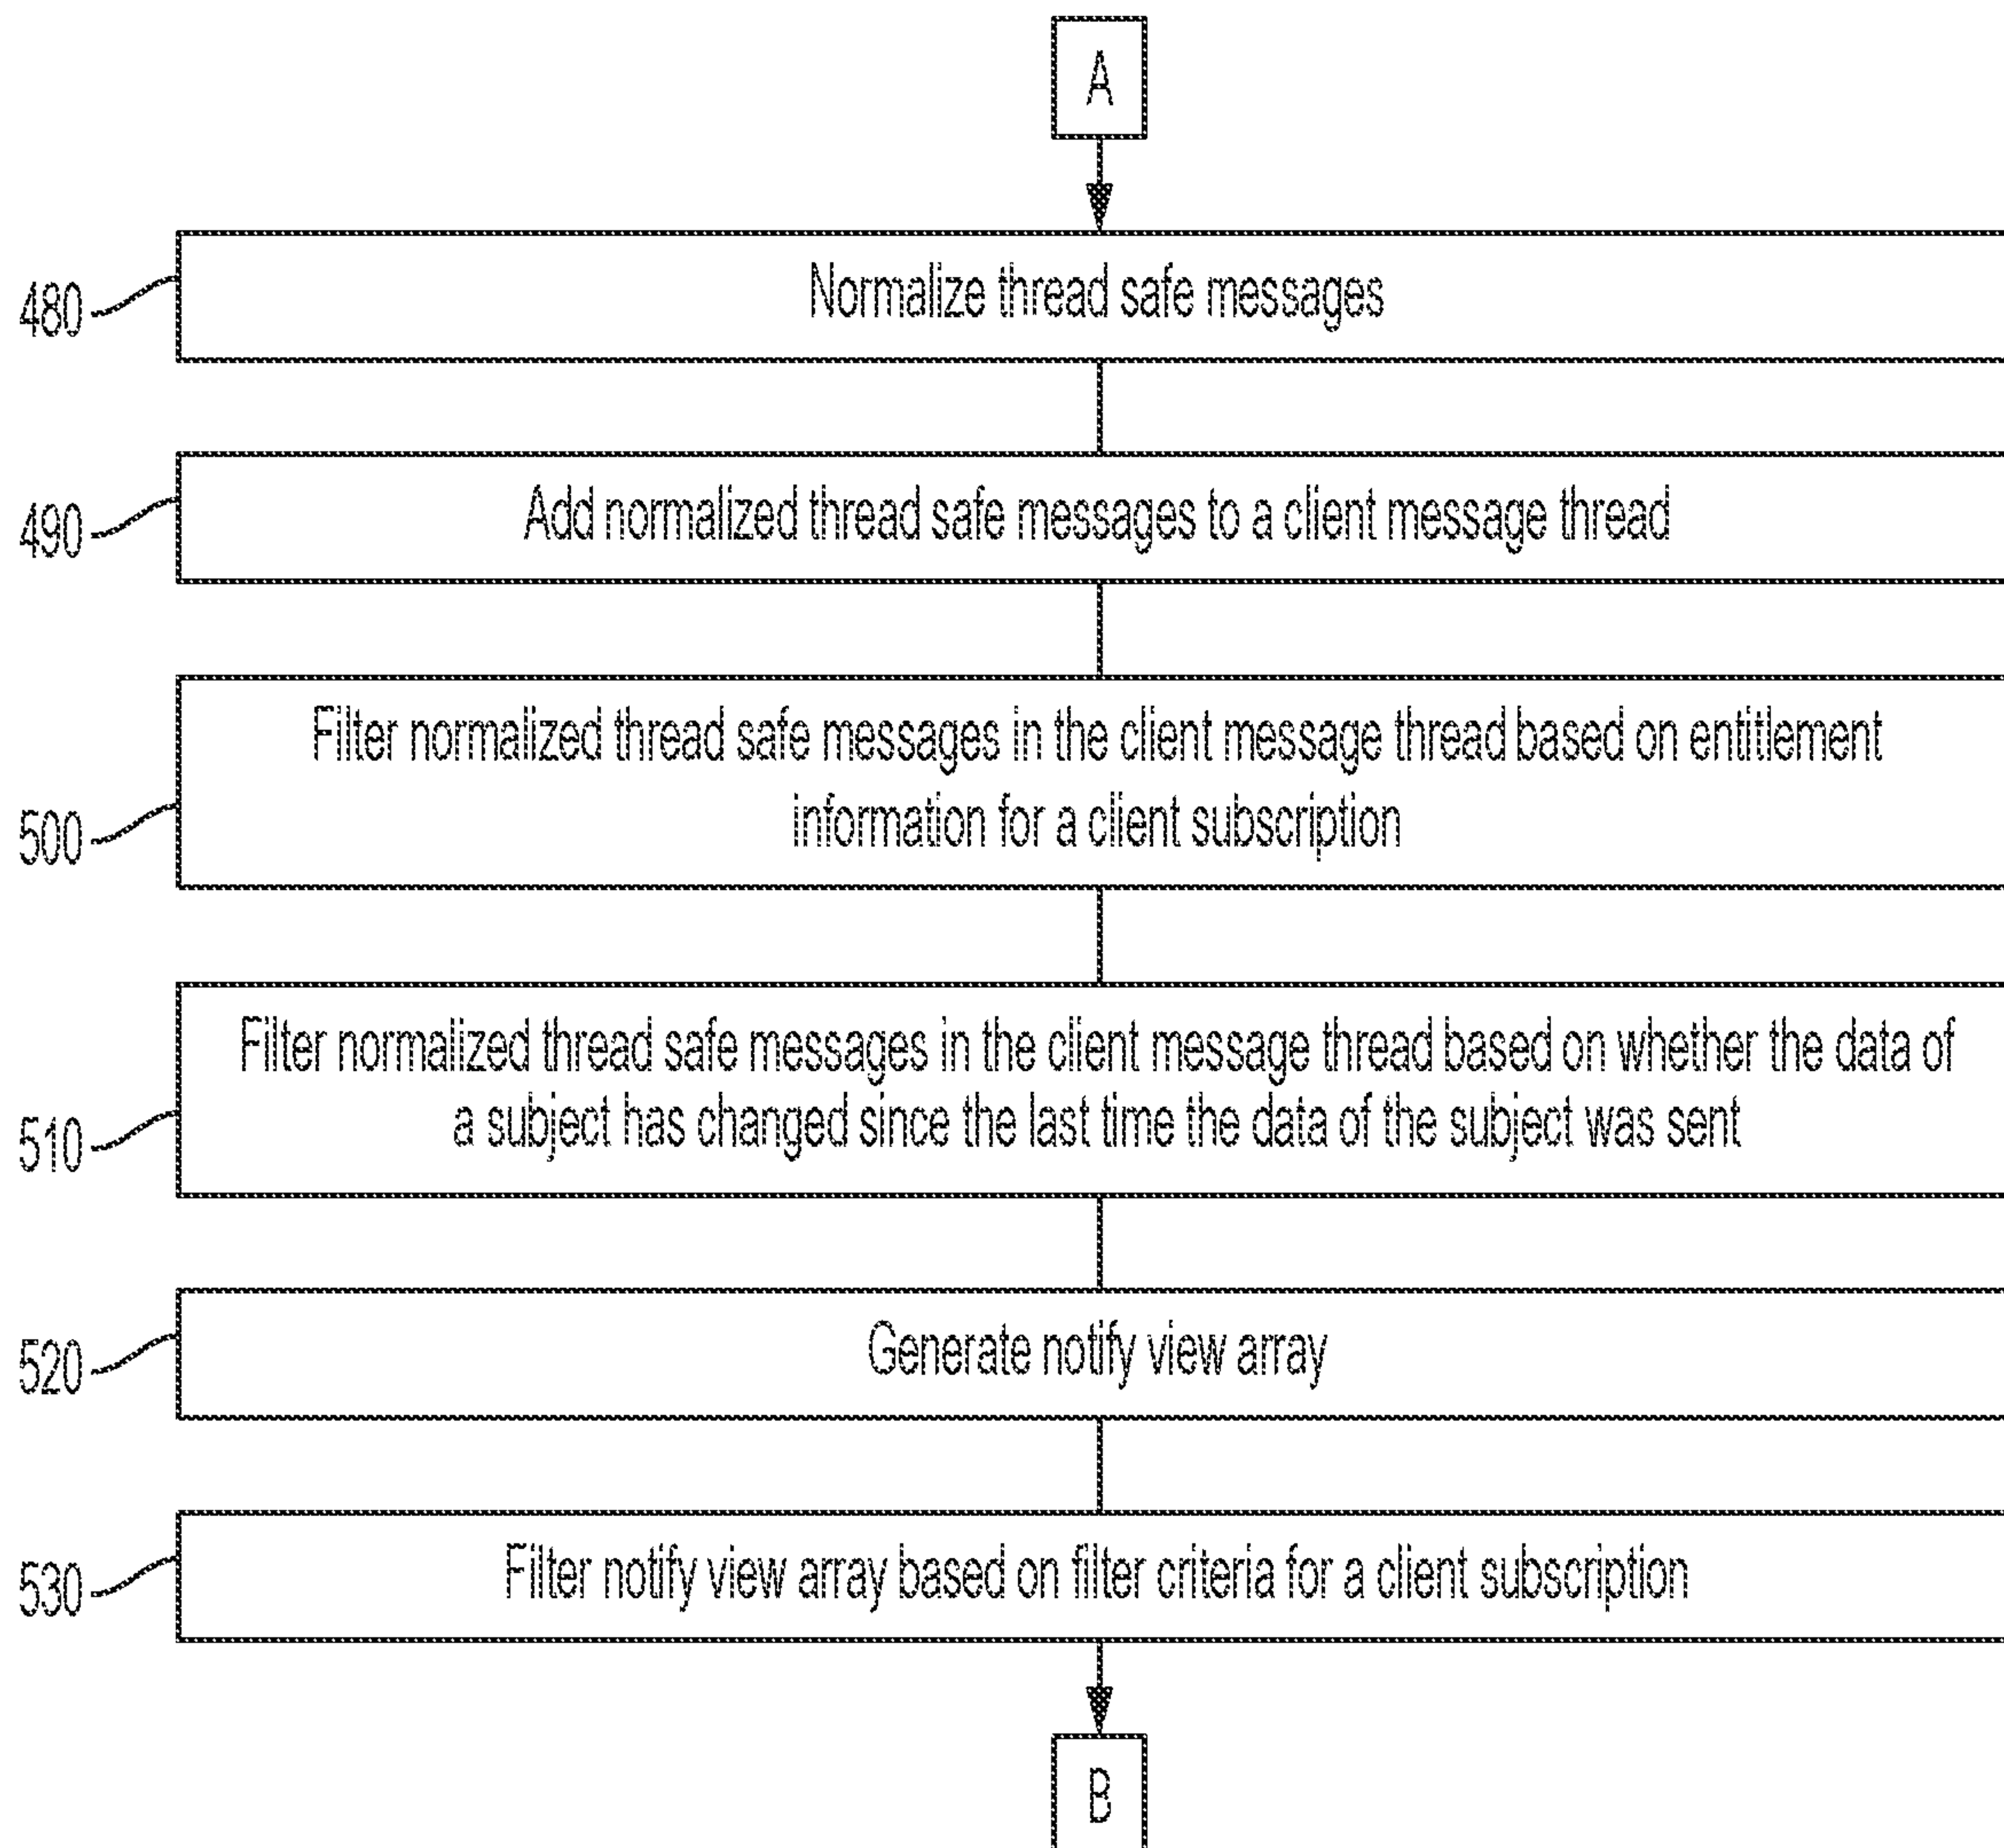 A
480
Normalize thread safe messages
490
Add normalized thread safe messages to a client message thread
500
Filter normalized thread safe messages in the client message thread based on entitlement
information for a client subscription
510
Filter normalized thread safe messages in the client message thread based on whether the data of
a subject has changed since the last time the data of the subject was sent
520
Generate notify view array
530
Filter notify view array based on filter criteria for a client subscription
B